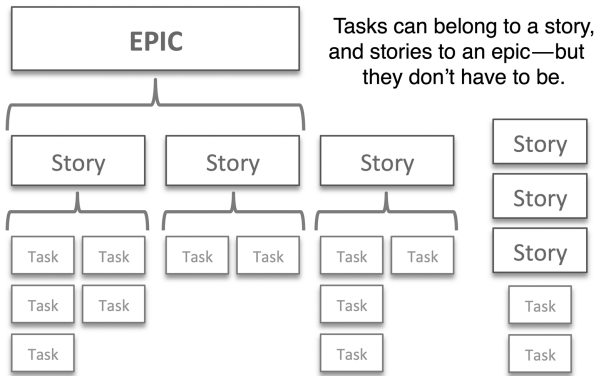 EPIC
Tasks can belong to a story,
and stories to an epic—but
they don't have to be.
Story Story Story
Story
Story
Story
Task Task Task Task Task Task
Task Task Task
Task Task
Task
Task